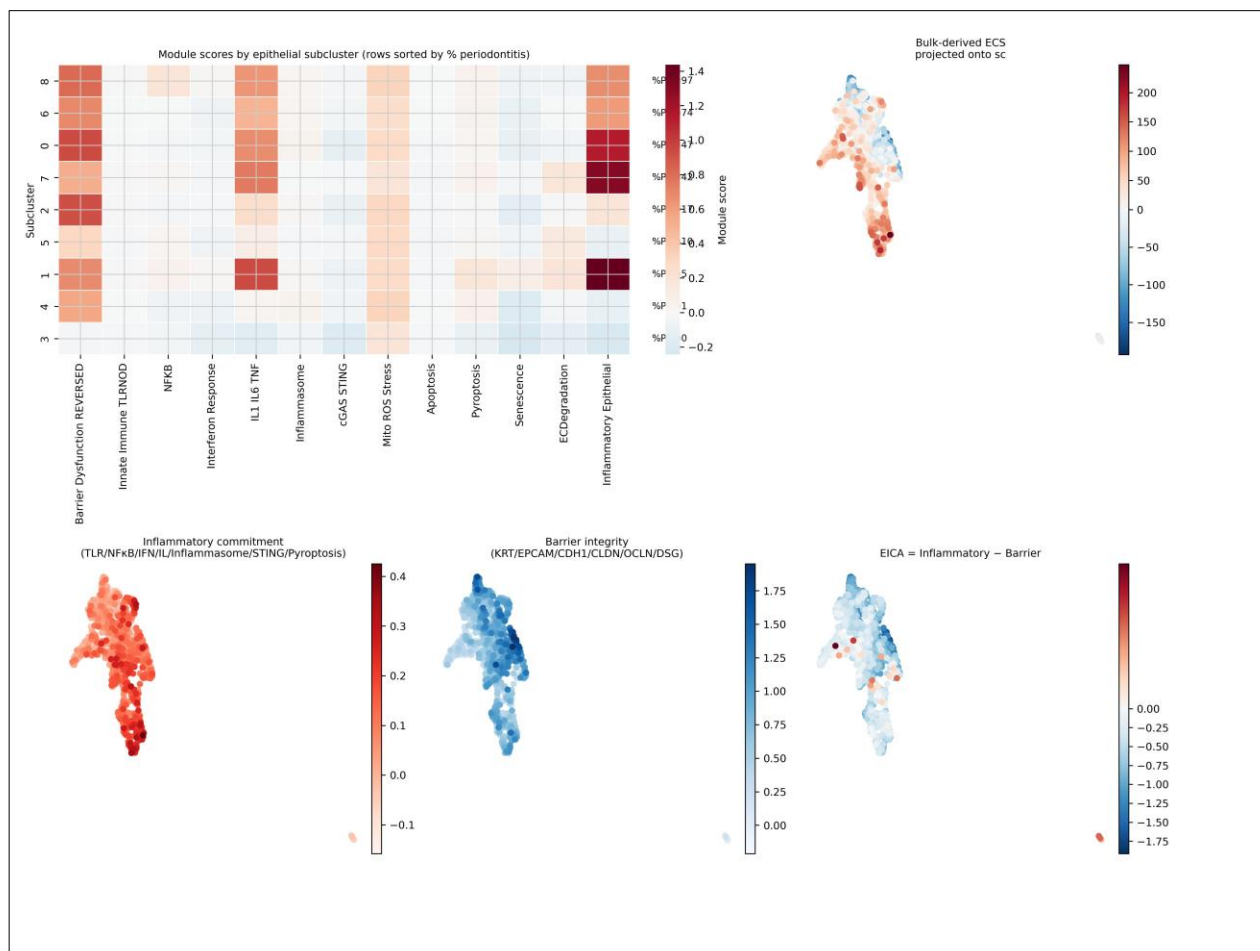 Module scores by epithelial subcluster (rows sorted by % periodontitis)
Subcluster
8
6
0
7
2
5
1
4
3
%P 97
%P 74
%P
%P
%P
%P 10
%P 5
%P 1
%P 0
1.4
1.2
1.0
0.8
0.6
0.4
0.2
0.0
−0.2
Module score
Barrier Dysfunction REVERSED
Innate Immune TLRNOD
NFKB
Interferon Response
IL1 IL6 TNF
Inflammasome
cGAS STING
Mito ROS Stress
Apoptosis
Pyroptosis
Senescence
ECDegradation
Inflammatory Epithelial
Bulk-derived ECS
projected onto sc
200
150
100
50
0
−50
−100
−150
Inflammatory commitment
(TLR/NFκB/IFN/IL/Inflammasome/STING/Pyroptosis)
0.4
0.3
0.2
0.1
0.0
−0.1
Barrier integrity
(KRT/EPCAM/CDH1/CLDN/OCLN/DSG)
1.75
1.50
1.25
1.00
0.75
0.50
0.25
0.00
EICA = Inflammatory − Barrier
0.00
−0.25
−0.50
−0.75
−1.00
−1.25
−1.50
−1.75